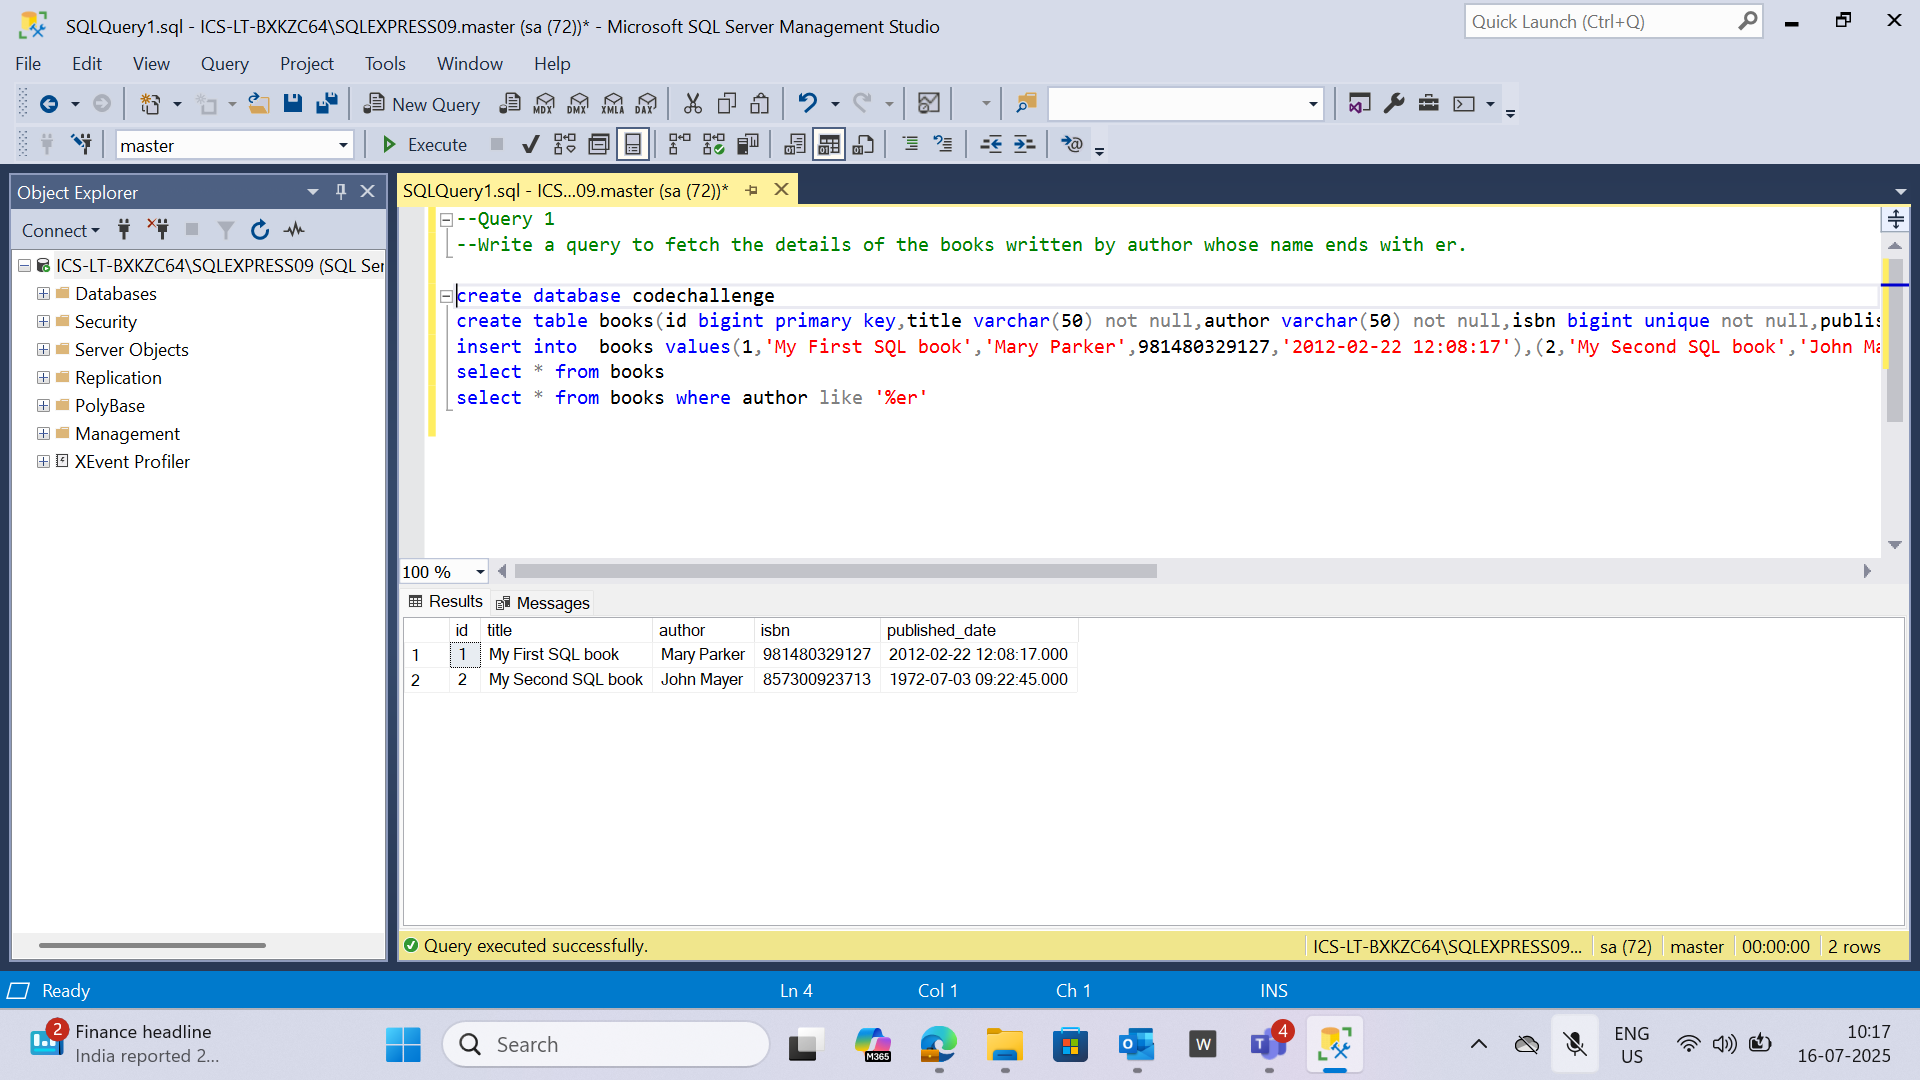 SQLQuery1.sql - ICS-LT-BXKZC64\SQLEXPRESS09.master (sa (72))* - Microsoft SQL Server Management Studio
Quick Launch (Ctrl+Q)
File Edit View Query Project Tools Window Help
New Query MDX DMX XMLA DAX
master Execute
Object Explorer
Connect
ICS-LT-BXKZC64\SQLEXPRESS09 (SQL Ser
Databases
Security
Server Objects
Replication
PolyBase
Management
XEvent Profiler
SQLQuery1.sql - ICS...09.master (sa (72))*
--Query 1
--Write a query to fetch the details of the books written by author whose name ends with er.
create database codechallenge
create table books(id bigint primary key,title varchar(50) not null,author varchar(50) not null,isbn bigint unique not null,publis
insert into  books values(1,'My First SQL book','Mary Parker',981480329127,'2012-02-22 12:08:17'),(2,'My Second SQL book','John Ma
select * from books
select * from books where author like '%er'
100 %
Results Messages
id title author isbn published_date
1 1 My First SQL book Mary Parker 981480329127 2012-02-22 12:08:17.000
2 2 My Second SQL book John Mayer 857300923713 1972-07-03 09:22:45.000
Query executed successfully. ICS-LT-BXKZC64\SQLEXPRESS09... sa (72) master 00:00:00 2 rows
Ready Ln 4 Col 1 Ch 1 INS
2 Finance headline
India reported 2...
Search
M365
W
4
ENG
US
10:17
16-07-2025